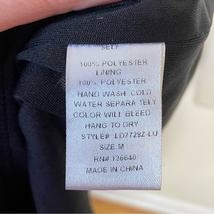 SELF
100% POLYESTER
LINING
100% POLYESTER
HAND WASH COLD
WATER SEPARATELY
COLOR WILL BLEED
HANG TO DRY
STYLE# LD7728Z-LU
SIZE M
RN# 136640
MADE IN CHINA